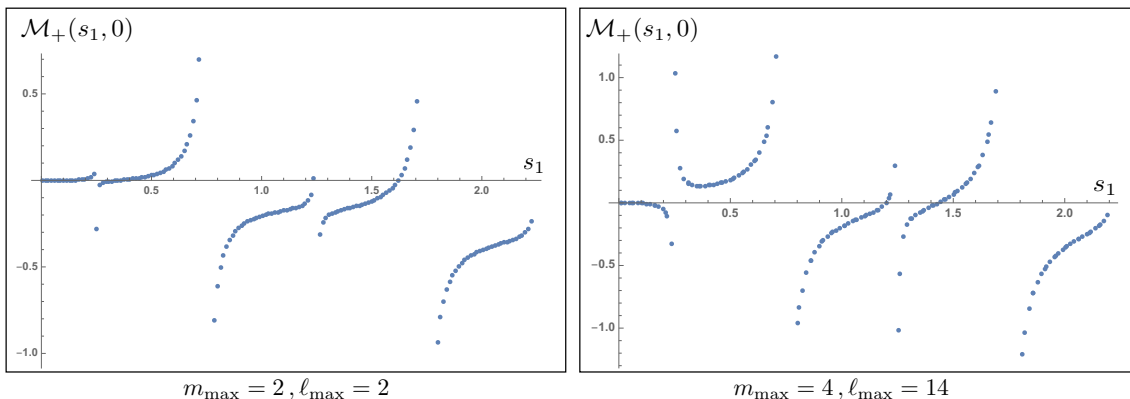 ℳ₊(s₁, 0)
0.5
s₁
0.5 1.0 1.5 2.0
−0.5
−1.0
m_max = 2 , ℓ_max = 2
ℳ₊(s₁, 0)
1.0
0.5
s₁
0.5 1.0 1.5 2.0
−0.5
−1.0
m_max = 4 , ℓ_max = 14